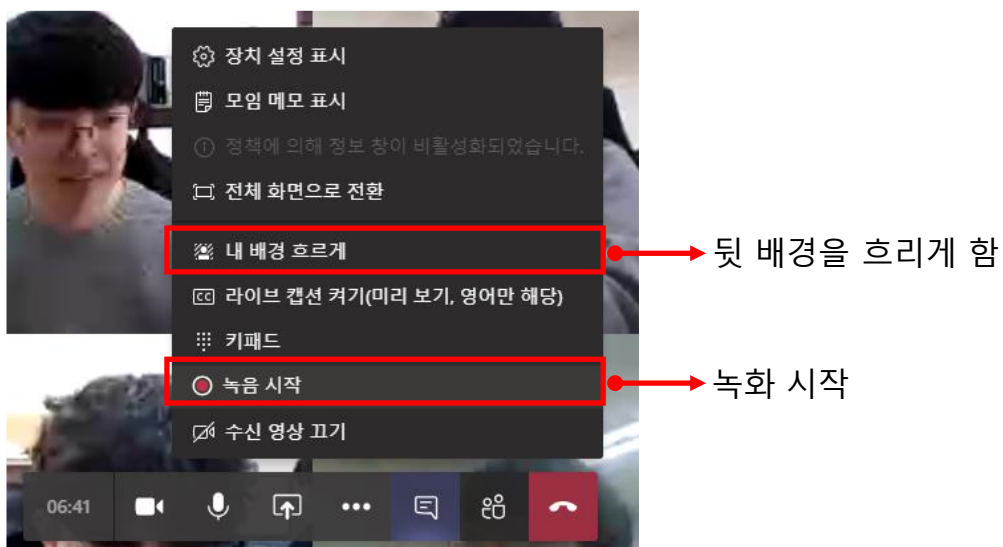 장치 설정 표시
모임 메모 표시
정책에 의해 정보 창이 비활성화되었습니다.
전체 화면으로 전환
내 배경 흐르게
뒷 배경을 흐리게 함
CC 라이브 캡션 켜기(미리 보기, 영어만 해당)
키패드
녹음 시작
녹화 시작
수신 영상 끄기
06:41